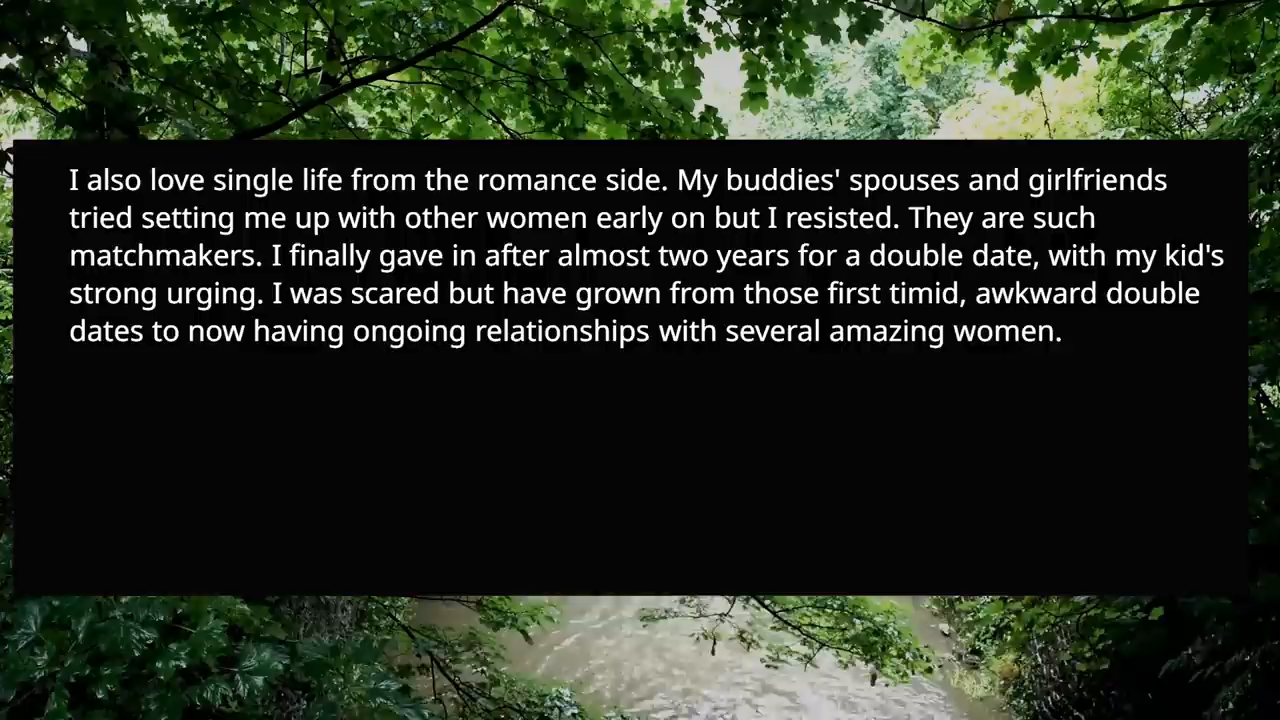 I also love single life from the romance side. My buddies' spouses and girlfriends
tried setting me up with other women early on but I resisted. They are such
matchmakers. I finally gave in after almost two years for a double date, with my kid's
strong urging. I was scared but have grown from those first timid, awkward double
dates to now having ongoing relationships with several amazing women.